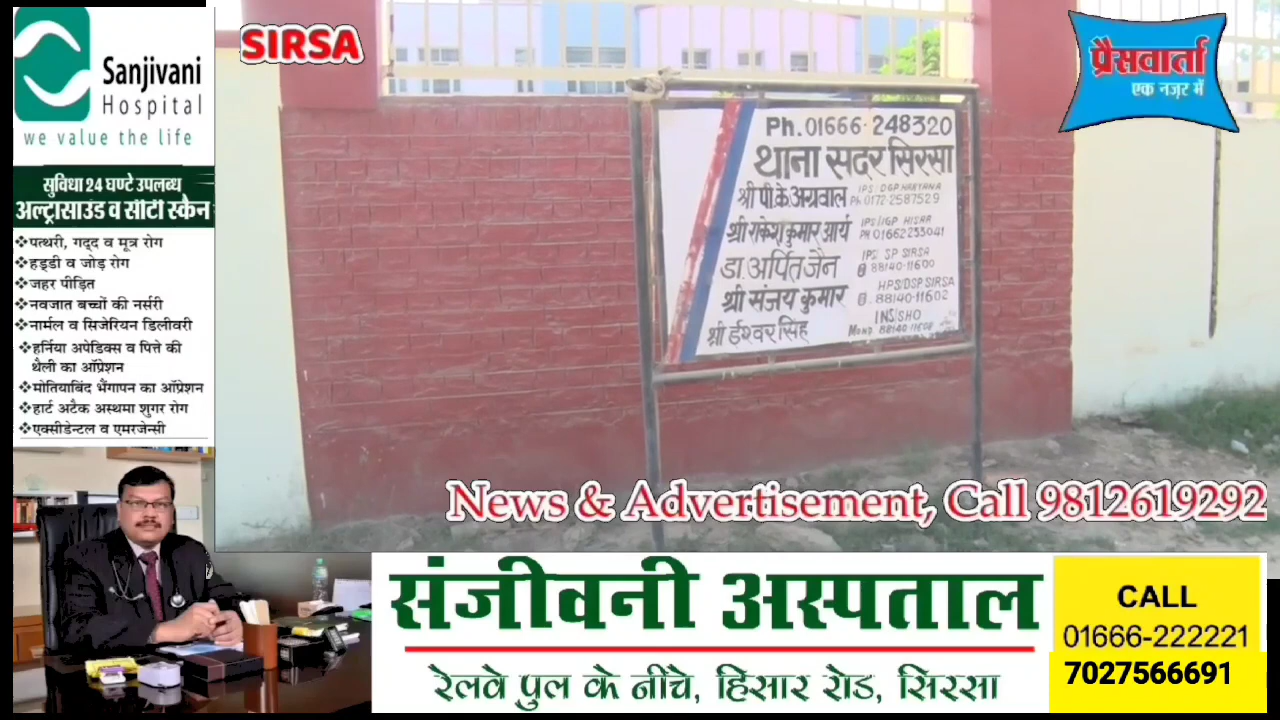 Sanjivani
Hospital
we value the life
सुविधा 24 घण्टे उपलब्ध
अल्ट्रासाउंड व सीटी स्कैन
❖पत्थरी, गद्द व मूत्र रोग
❖हड्डी व जोड़ रोग
❖जहर पीड़ित
❖नवजात बच्चों की नर्सरी
❖नार्मल व सिजेरियन डिलीवरी
❖हर्निया अपेडिक्स व पित्ते की
थैली का ऑप्रेशन
❖मोतियाबिंद भैंगापन का ऑप्रेशन
❖हार्ट अटैक अस्थमा शुगर रोग
❖एक्सीडेन्टल व एमरजेन्सी
SIRSA
प्रैसवार्ता
एक नज़र में
Ph. 01666-248320
थाना सदर सिरसा
श्री पी.के.अग्रवाल IPS/DGP HARYANA
Ph 0172-2587529
श्री राकेश कुमार आर्य IPS/IGP HISAR
PH 01662 233041
डा. अर्पित जैन IPS/ SP SIRSA
88140-11600
श्री संजय कुमार HPS/DSP SIRSA
88140-11602
श्री ईश्वर सिंह INS/SHO
News & Advertisement, Call 9812619292
संजीवनी अस्पताल
रेलवे पुल के नीचे, हिसार रोड, सिरसा
CALL
01666-222221
7027566691